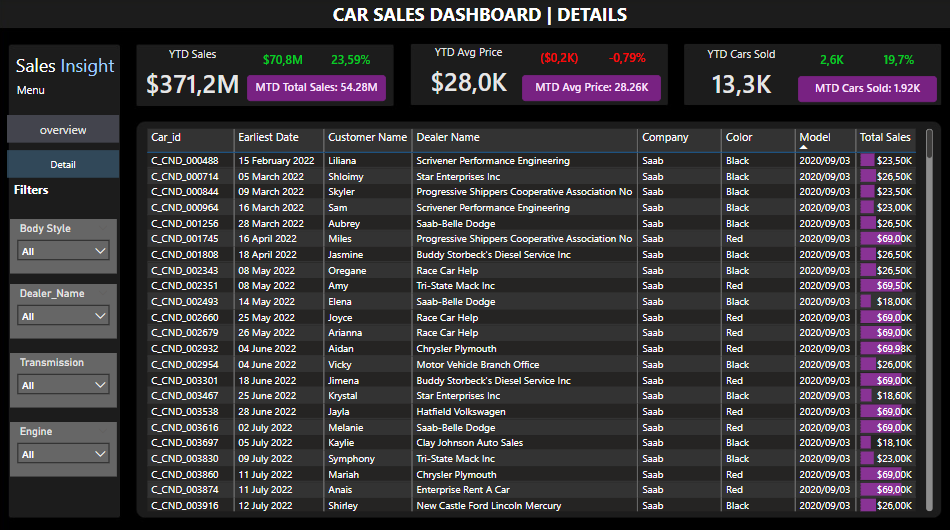 CAR SALES DASHBOARD | DETAILS
Sales Insight
Menu
overview
Detail
Filters
Body Style
All
Dealer_Name
All
Transmission
All
Engine
All
YTD Sales
$371,2M
$70,8M 23,59%
MTD Total Sales: 54.28M
YTD Avg Price
$28,0K
($0,2K) -0,79%
MTD Avg Price: 28.26K
YTD Cars Sold
13,3K
2,6K 19,7%
MTD Cars Sold: 1.92K
Car_id Earliest Date Customer Name Dealer Name Company Color Model Total Sales
C_CND_000488 15 February 2022 Liliana Scrivener Performance Engineering Saab Black 2020/09/03 $23,50K
C_CND_000714 05 March 2022 Shloimy Star Enterprises Inc Saab Black 2020/09/03 $26,50K
C_CND_000844 09 March 2022 Skyler Progressive Shippers Cooperative Association No Saab Black 2020/09/03 $23,50K
C_CND_000964 16 March 2022 Sam Scrivener Performance Engineering Saab Black 2020/09/03 $23,00K
C_CND_001256 28 March 2022 Aubrey Saab-Belle Dodge Saab Black 2020/09/03 $26,50K
C_CND_001745 16 April 2022 Miles Progressive Shippers Cooperative Association No Saab Red 2020/09/03 $69,00K
C_CND_001808 18 April 2022 Jasmine Buddy Storbeck's Diesel Service Inc Saab Black 2020/09/03 $26,50K
C_CND_002343 08 May 2022 Oregane Race Car Help Saab Black 2020/09/03 $26,50K
C_CND_002351 08 May 2022 Amy Tri-State Mack Inc Saab Red 2020/09/03 $69,50K
C_CND_002493 14 May 2022 Elena Saab-Belle Dodge Saab Black 2020/09/03 $18,00K
C_CND_002660 25 May 2022 Joyce Race Car Help Saab Red 2020/09/03 $69,00K
C_CND_002679 26 May 2022 Arianna Race Car Help Saab Red 2020/09/03 $69,00K
C_CND_002932 04 June 2022 Aidan Chrysler Plymouth Saab Red 2020/09/03 $69,98K
C_CND_002954 04 June 2022 Vicky Motor Vehicle Branch Office Saab Black 2020/09/03 $26,00K
C_CND_003301 18 June 2022 Jimena Buddy Storbeck's Diesel Service Inc Saab Red 2020/09/03 $69,00K
C_CND_003467 25 June 2022 Krystal Star Enterprises Inc Saab Black 2020/09/03 $18,60K
C_CND_003538 28 June 2022 Jayla Hatfield Volkswagen Saab Red 2020/09/03 $69,00K
C_CND_003616 02 July 2022 Melanie Saab-Belle Dodge Saab Red 2020/09/03 $69,00K
C_CND_003697 05 July 2022 Kaylie Clay Johnson Auto Sales Saab Black 2020/09/03 $18,10K
C_CND_003830 09 July 2022 Symphony Tri-State Mack Inc Saab Black 2020/09/03 $23,00K
C_CND_003860 11 July 2022 Mariah Chrysler Plymouth Saab Red 2020/09/03 $69,00K
C_CND_003874 11 July 2022 Anais Enterprise Rent A Car Saab Red 2020/09/03 $69,00K
C_CND_003916 12 July 2022 Shirley New Castle Ford Lincoln Mercury Saab Black 2020/09/03 $26,00K